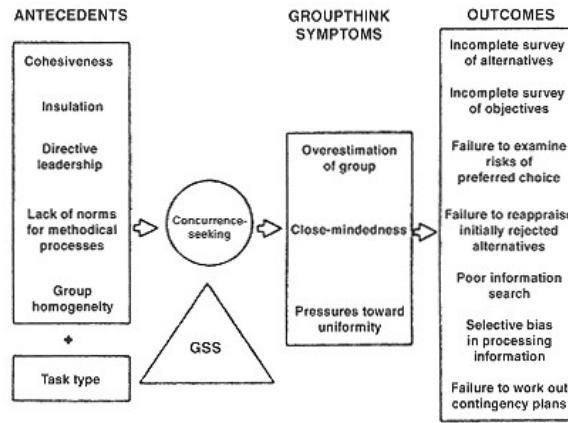 ANTECEDENTS
Cohesiveness
Insulation
Directive
leadership
Lack of norms
for methodical
processes
Group
homogeneity
+
Task type
Concurrence-
seeking
GSS
GROUPTHINK
SYMPTOMS
Overestimation
of group
Close-mindedness
Pressures toward
uniformity
OUTCOMES
Incomplete survey
of alternatives
Incomplete survey
of objectives
Failure to examine
risks of
preferred choice
Failure to reappraise
initially rejected
alternatives
Poor information
search
Selective bias
in processing
information
Failure to work out
contingency plans